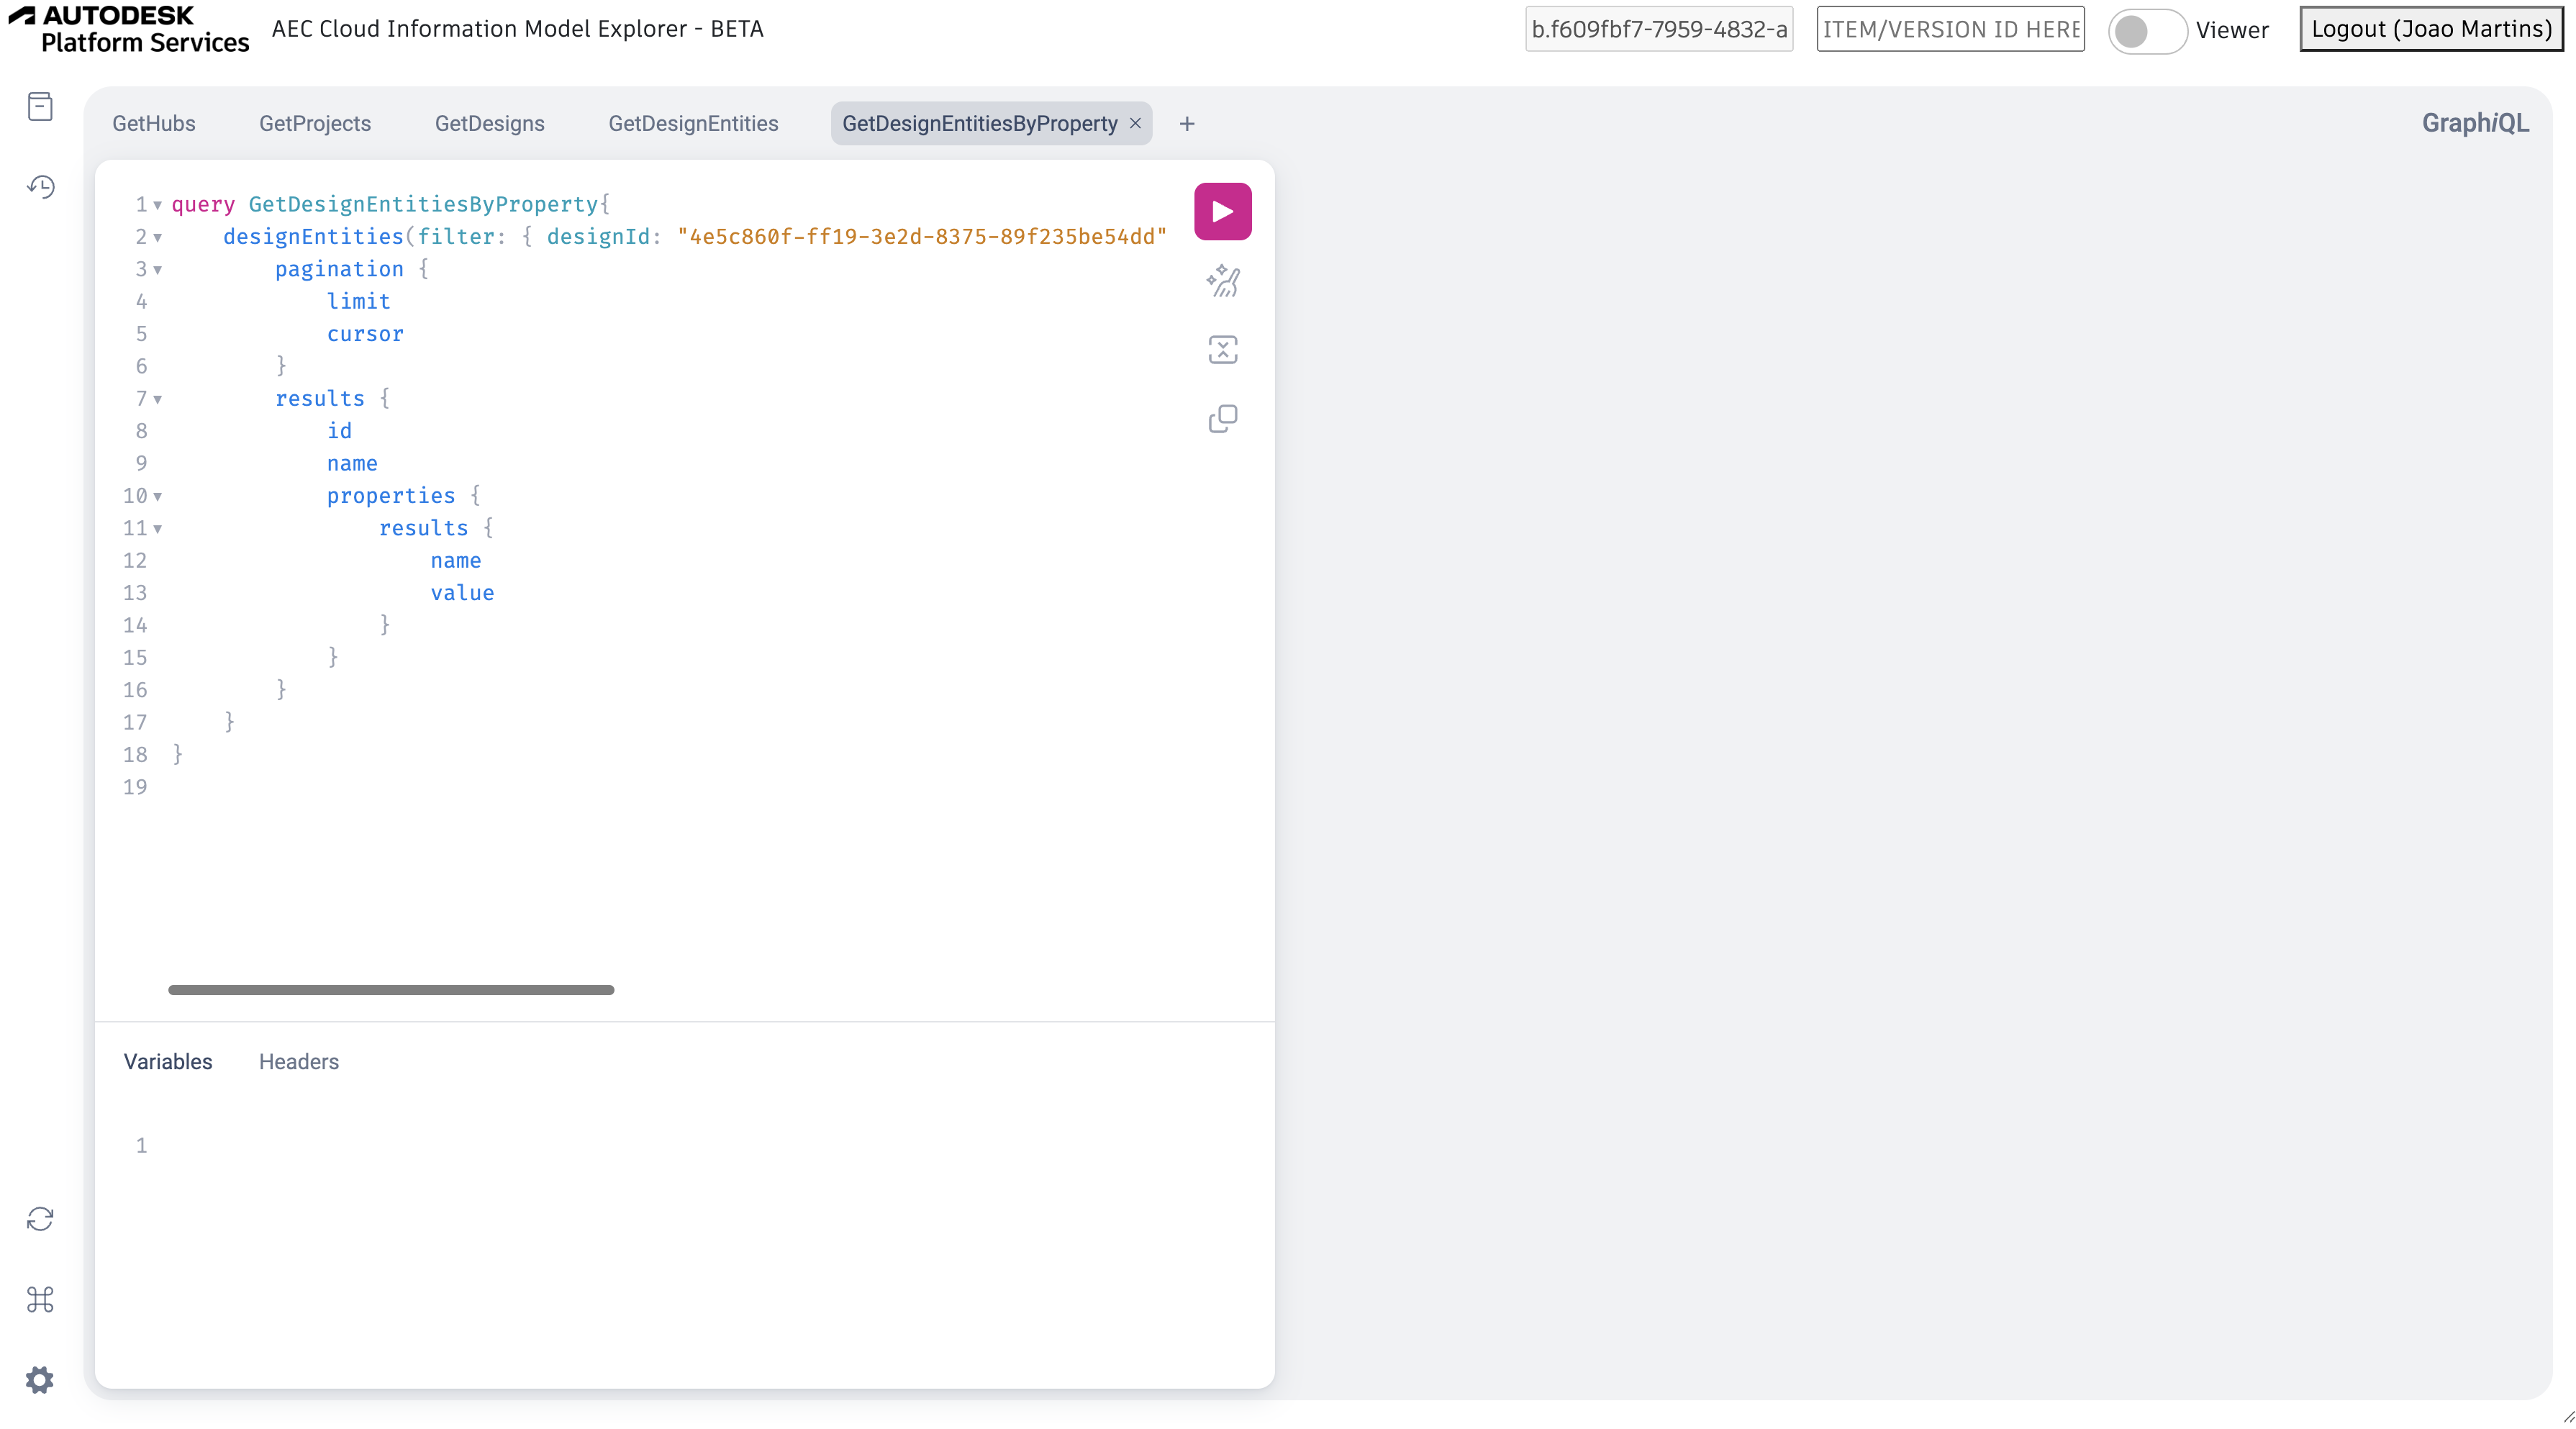 AUTODESK
Platform Services
AEC Cloud Information Model Explorer - BETA
b.f609fbf7-7959-4832-a
ITEM/VERSION ID HERE
Viewer
Logout (Joao Martins)
GetHubs
GetProjects
GetDesigns
GetDesignEntities
GetDesignEntitiesByProperty ×
+
GraphiQL
1 query GetDesignEntitiesByProperty{
2 designEntities(filter: { designId: "4e5c860f-ff19-3e2d-8375-89f235be54dd"
3 pagination {
4 limit
5 cursor
6 }
7 results {
8 id
9 name
10 properties {
11 results {
12 name
13 value
14 }
15 }
16 }
17 }
18 }
19
Variables
Headers
1